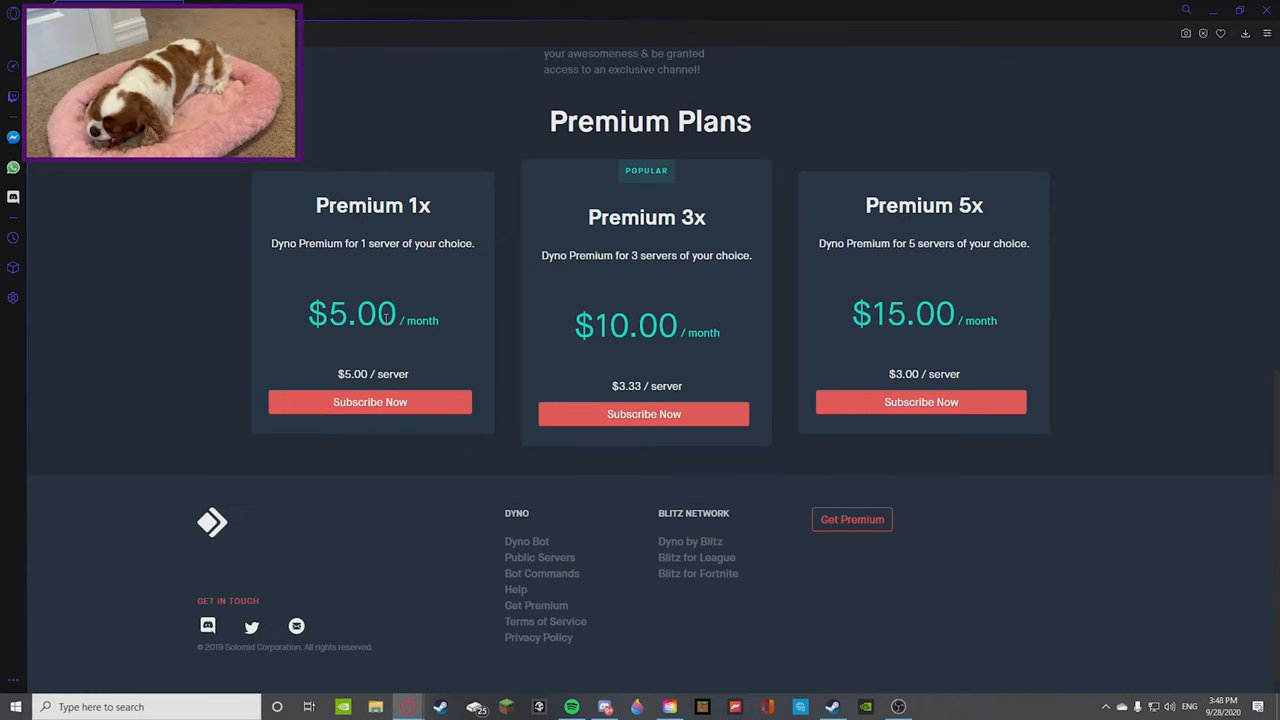 your awesomeness & be granted
access to an exclusive channel!
Premium Plans
Premium 1x
Dyno Premium for 1 server of your choice.
$5.00 / month
$5.00 / server
Subscribe Now
POPULAR
Premium 3x
Dyno Premium for 3 servers of your choice.
$10.00 / month
$3.33 / server
Subscribe Now
Premium 5x
Dyno Premium for 5 servers of your choice.
$15.00 / month
$3.00 / server
Subscribe Now
GET IN TOUCH
© 2019 Solomid Corporation. All rights reserved.
DYNO
Dyno Bot
Public Servers
Bot Commands
Help
Get Premium
Terms of Service
Privacy Policy
BLITZ NETWORK
Dyno by Blitz
Blitz for League
Blitz for Fortnite
Get Premium
Type here to search
25
3:48 PM
9/28/2020